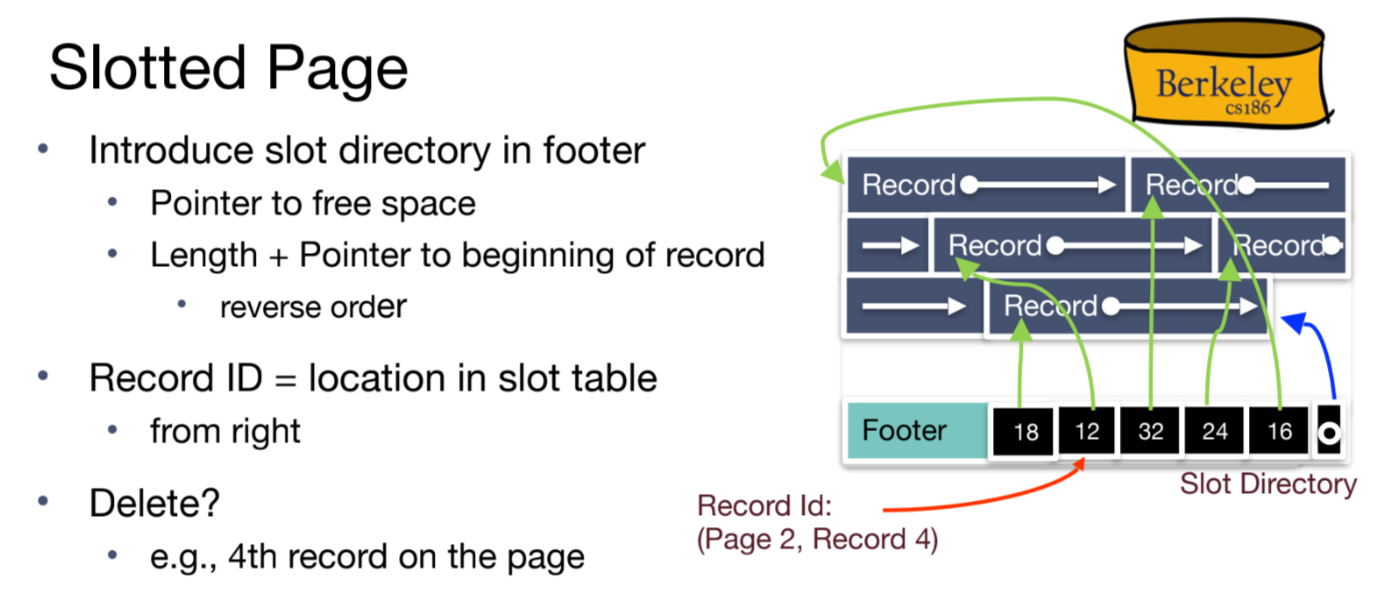 Slotted Page
Berkeley
cs186
• Introduce slot directory in footer
• Pointer to free space
• Length + Pointer to beginning of record
• reverse order
• Record ID = location in slot table
• from right
• Delete?
• e.g., 4th record on the page
Record Record
Record Record
Record
Footer 18 12 32 24 16
Slot Directory
Record Id:
(Page 2, Record 4)